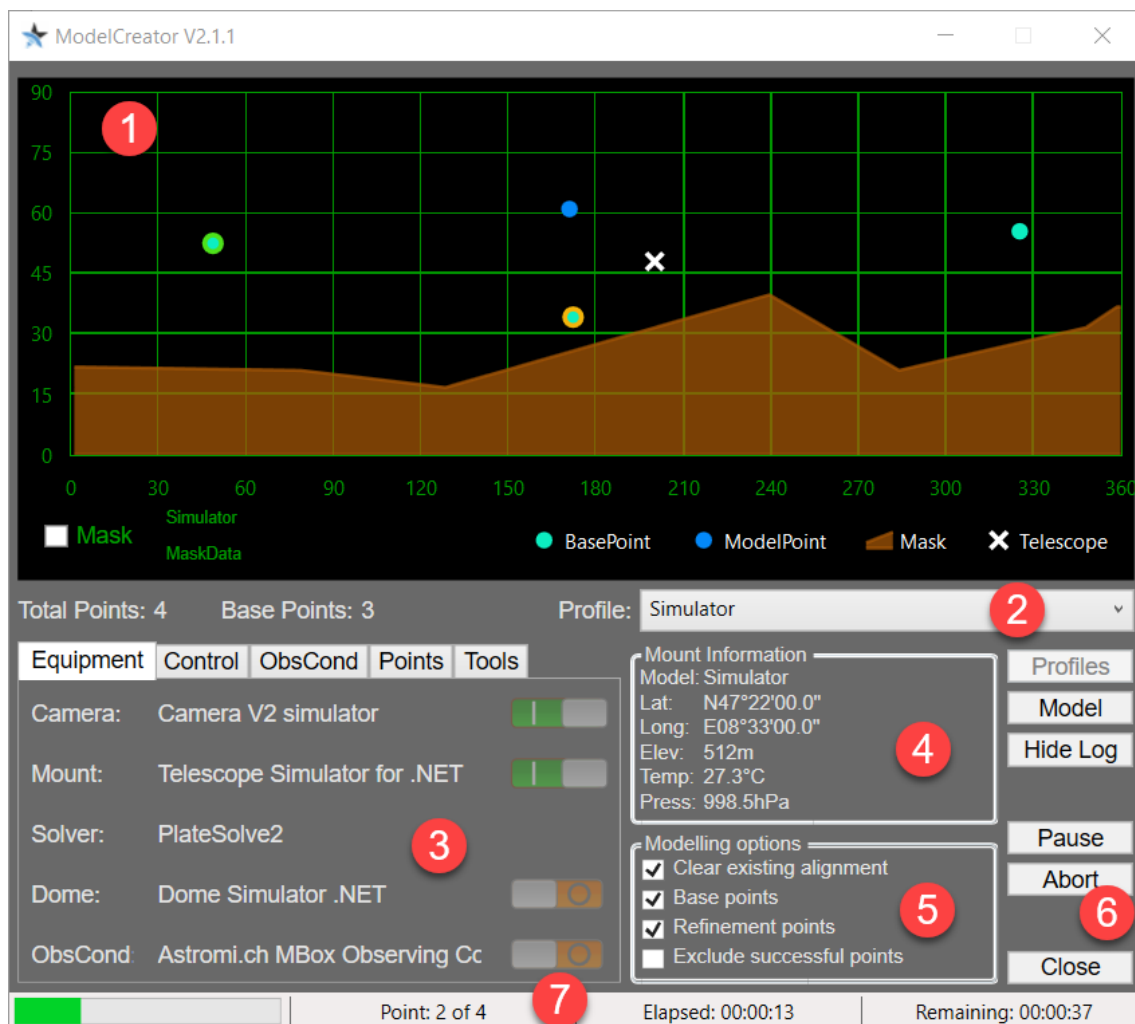 ModelCreator V2.1.1
90
1
75
60
45
30
15
0
0 30 60 90 120 150 180 210 240 270 300 330 360
Mask
Simulator
MaskData
BasePoint ModelPoint Mask Telescope
Total Points: 4 Base Points: 3 Profile: Simulator 2
Equipment Control ObsCond Points Tools
Camera: Camera V2 simulator
Mount: Telescope Simulator for .NET
Solver: PlateSolve2
3
Dome: Dome Simulator .NET
ObsCond: Astromi.ch MBox Observing Cc
Mount Information
Model: Simulator
Lat: N47°22'00.0"
Long: E08°33'00.0"
Elev: 512m
Temp: 27.3°C
Press: 998.5hPa
4
Modelling options
Clear existing alignment
Base points
Refinement points
Exclude successful points
5
Profiles
Model
Hide Log
Pause
Abort
6
Close
Point: 2 of 4 7 Elapsed: 00:00:13 Remaining: 00:00:37